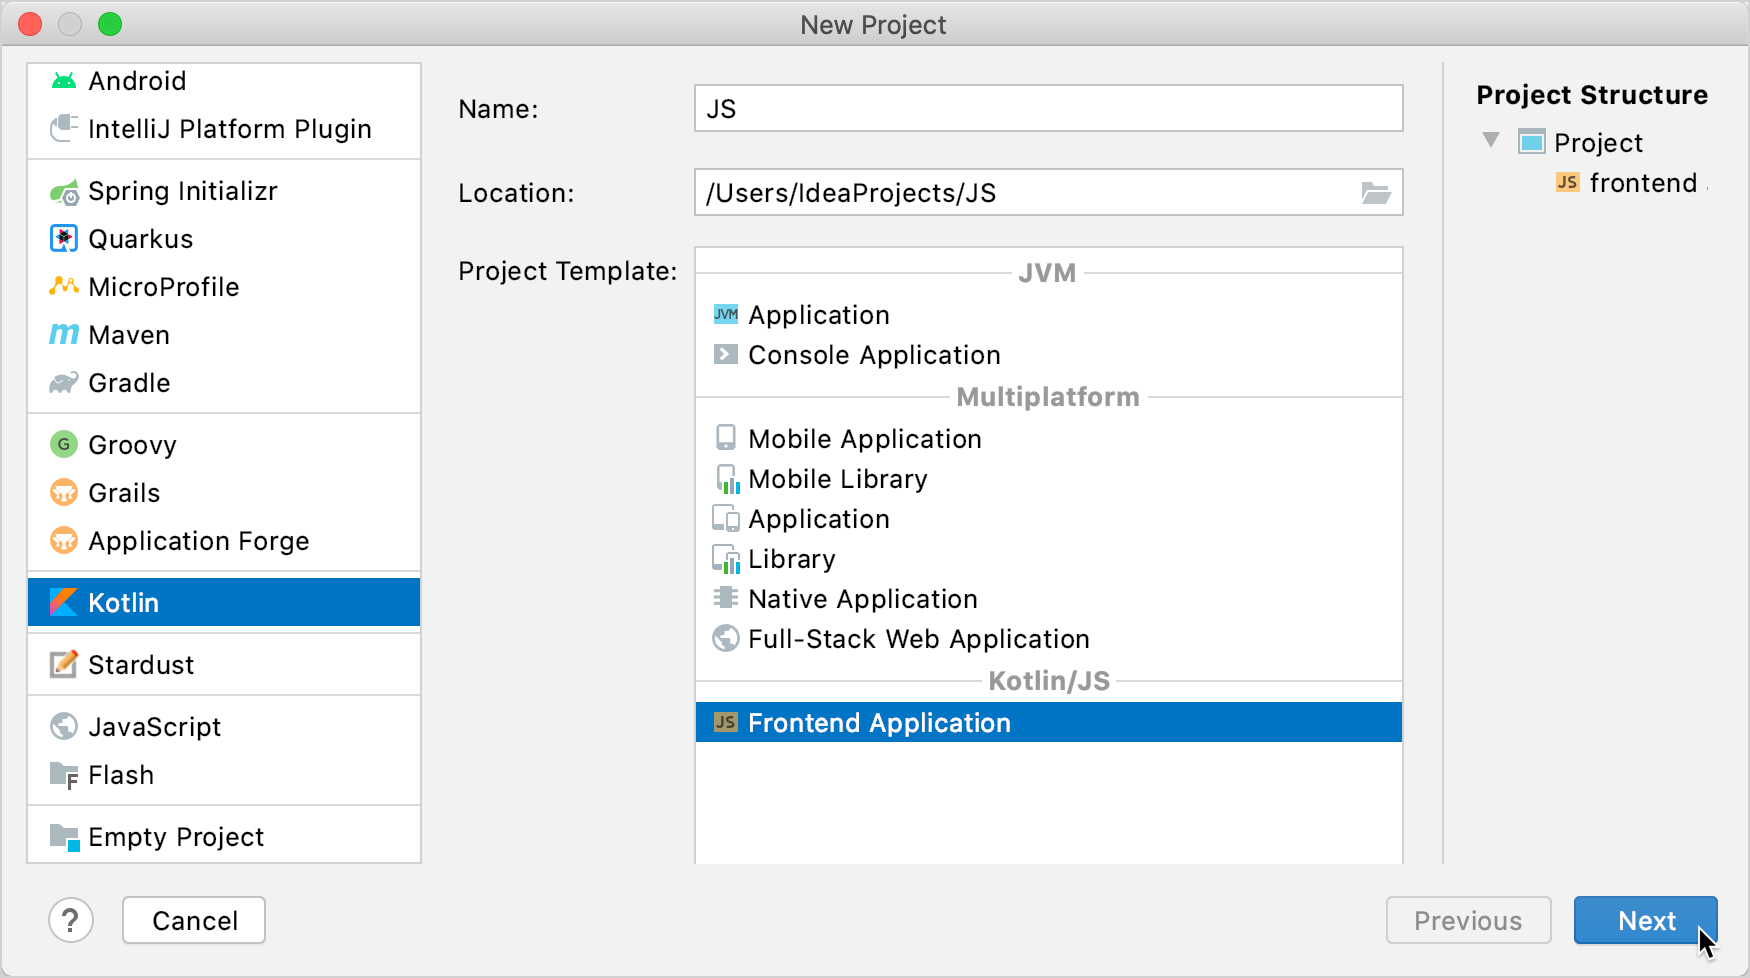 New Project
Android
IntelliJ Platform Plugin
Spring Initializr
Quarkus
MicroProfile
m Maven
Gradle
G Groovy
Grails
Application Forge
Kotlin
Stardust
JavaScript
F Flash
Empty Project
Name: JS
Location: /Users/IdeaProjects/JS
Project Template:
JVM
JVM Application
Console Application
Multiplatform
Mobile Application
Mobile Library
Application
Library
Native Application
Full-Stack Web Application
Kotlin/JS
JS Frontend Application
Project Structure
Project
JS frontend
? Cancel Previous Next